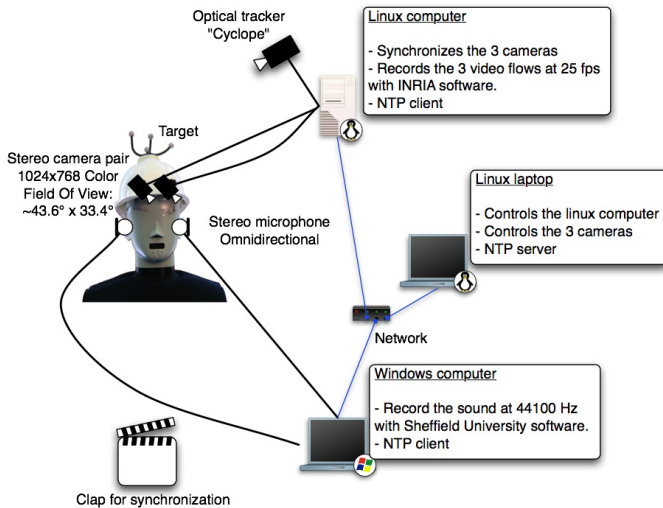 Optical tracker
"Cyclope"
Linux computer
- Synchronizes the 3 cameras
- Records the 3 video flows at 25 fps
with INRIA software.
- NTP client
Target
Stereo camera pair
1024x768 Color
Field Of View:
~43.6° x 33.4°
Stereo microphone
Omnidirectional
Linux laptop
- Controls the linux computer
- Controls the 3 cameras
- NTP server
Network
Windows computer
- Record the sound at 44100 Hz
with Sheffield University software.
- NTP client
Clap for synchronization